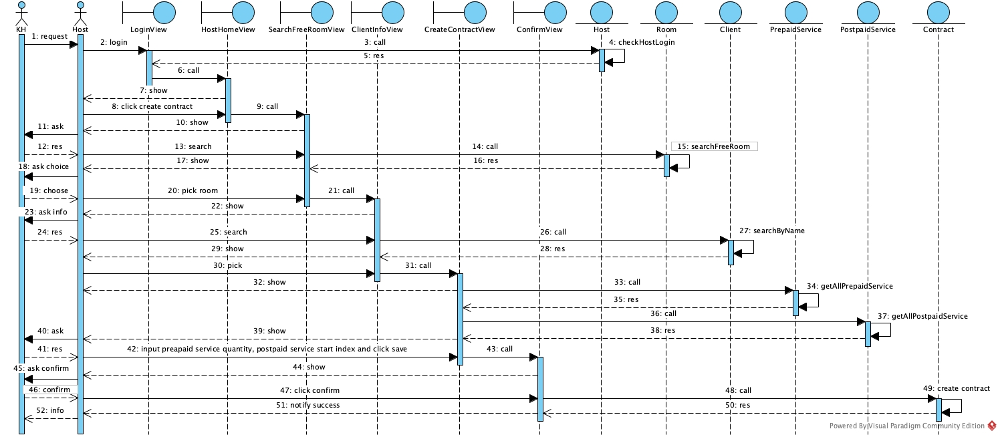 KH
Host
LoginView
HostHomeView
SearchFreeRoomView
ClientInfoView
CreateContractView
ConfirmView
Host
Room
Client
PrepaidService
PostpaidService
Contract
1: request
2: login
3: call
4: checkHostLogin
5: res
6: call
7: show
8: click create contract
9: call
10: show
11: ask
12: res
13: search
14: call
15: searchFreeRoom
16: res
17: show
18: ask choice
19: choose
20: pick room
21: call
22: show
23: ask info
24: res
25: search
26: call
27: searchByName
28: res
29: show
30: pick
31: call
32: show
33: call
34: getAllPrepaidService
35: res
36: call
37: getAllPostpaidService
38: res
39: show
40: ask
41: res
42: input preapaid service quantity, postpaid service start index and click save
43: call
44: show
45: ask confirm
46: confirm
47: click confirm
48: call
49: create contract
50: res
51: notify success
52: info
Powered By Visual Paradigm Community Edition